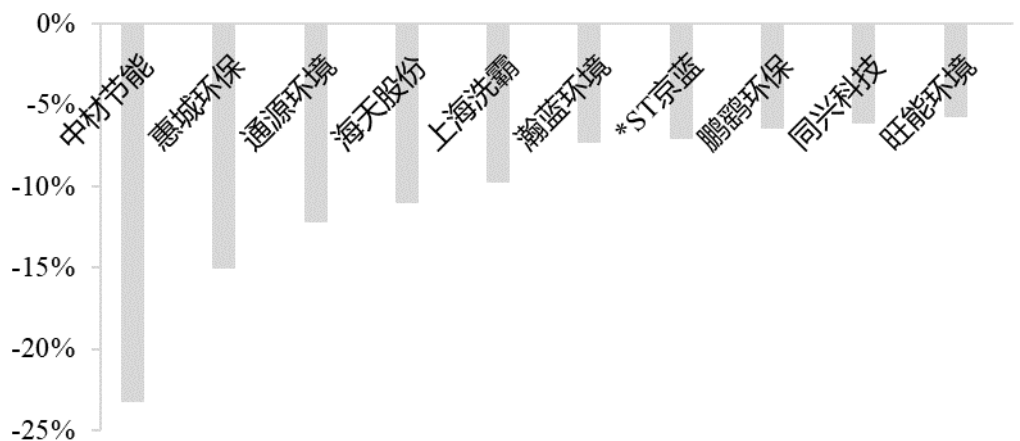 0%
-5%
-10%
-15%
-20%
-25%
中材节能
惠城环保
通源环境
海天股份
上海洗霸
瀚蓝环境
*ST京蓝
鹏鹞环保
同兴科技
旺能环境